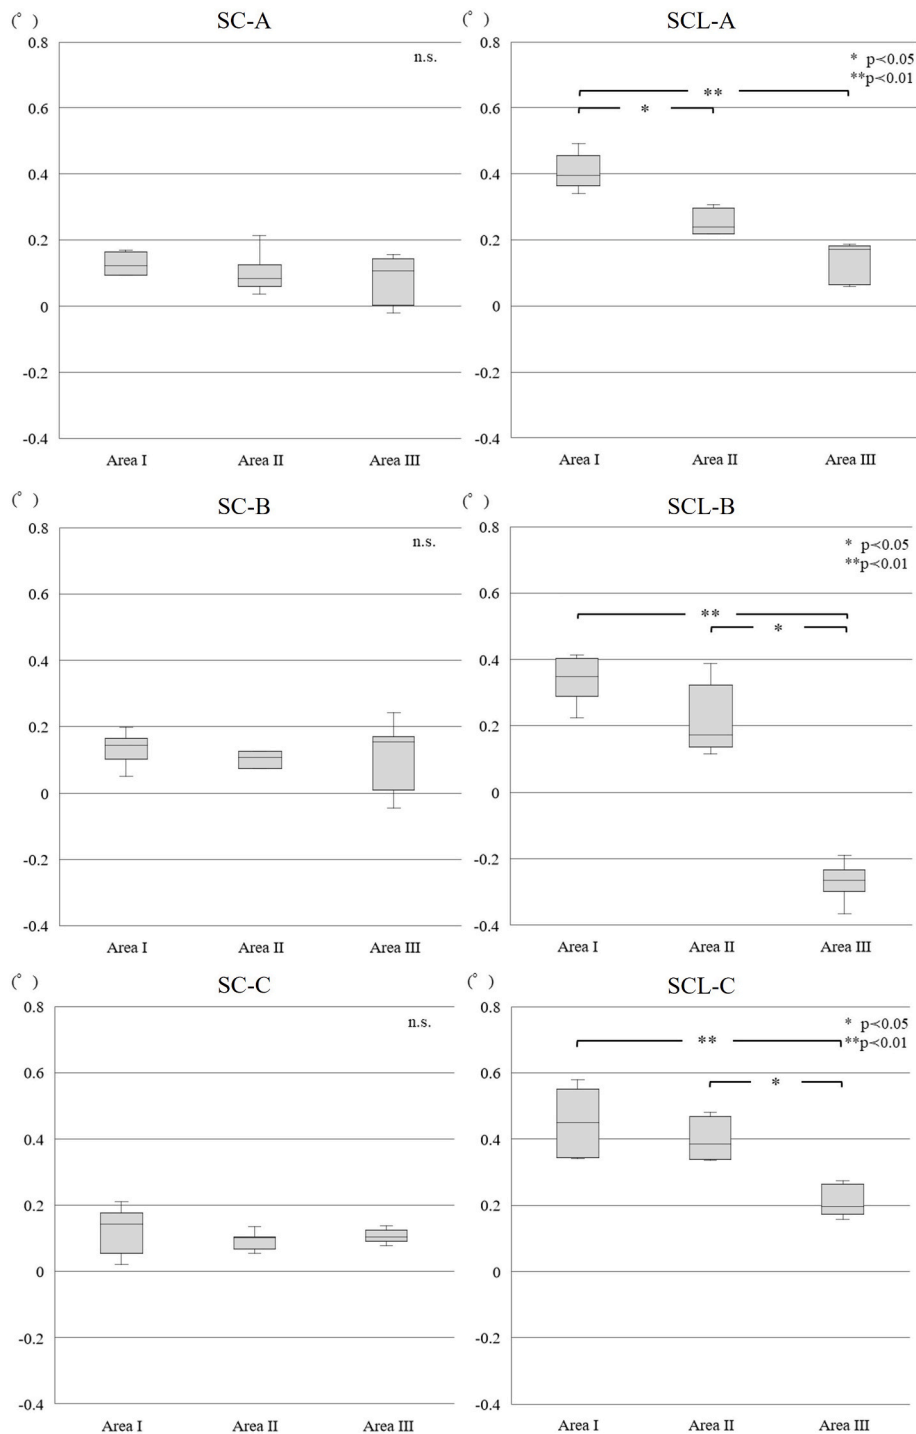 (°) SC-A
n.s.
0.8
0.6
0.4
0.2
0
-0.2
-0.4
Area I Area II Area III
(°) SCL-A
* p<0.05
**p<0.01
**
*
0.8
0.6
0.4
0.2
0
-0.2
-0.4
Area I Area II Area III
(°) SC-B
n.s.
0.8
0.6
0.4
0.2
0
-0.2
-0.4
Area I Area II Area III
(°) SCL-B
* p<0.05
**p<0.01
**
*
0.8
0.6
0.4
0.2
0
-0.2
-0.4
Area I Area II Area III
(°) SC-C
n.s.
0.8
0.6
0.4
0.2
0
-0.2
-0.4
Area I Area II Area III
(°) SCL-C
* p<0.05
**p<0.01
**
*
0.8
0.6
0.4
0.2
0
-0.2
-0.4
Area I Area II Area III